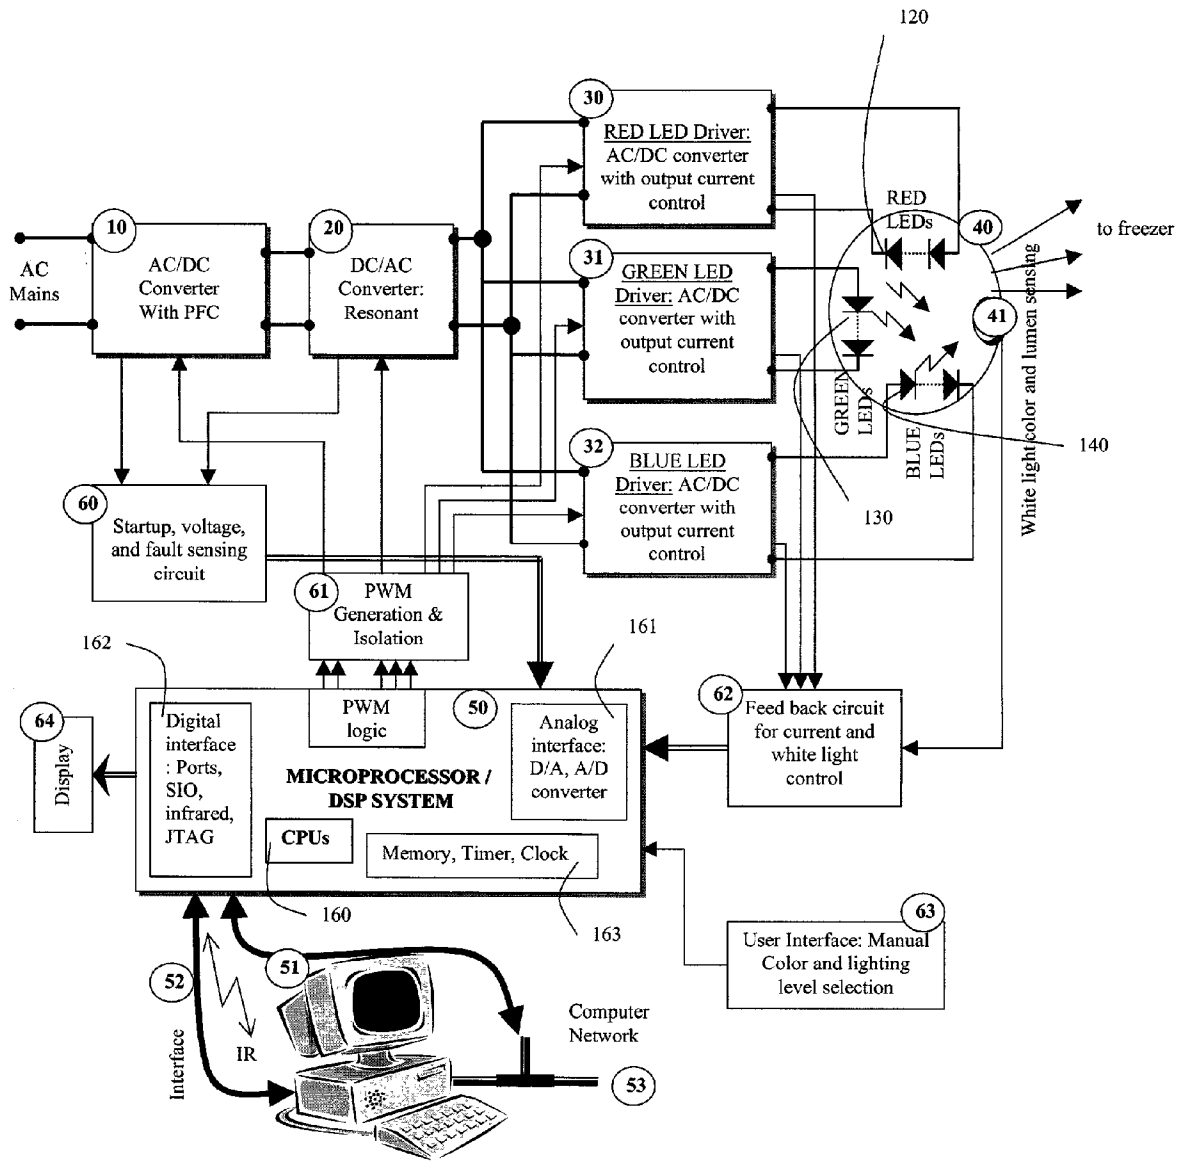 120
30
RED LED Driver:
AC/DC converter
with output current
control
RED
LEDs
40
to freezer
10
AC/DC
Converter
With PFC
20
DC/AC
Converter:
Resonant
AC
Mains
31
GREEN LED
Driver: AC/DC
converter with
output current
control
41
White light color and lumen sensing
GREEN
LEDs
BLUE
LEDs
140
130
32
BLUE LED
Driver: AC/DC
converter with
output current
control
60
Startup, voltage,
and fault sensing
circuit
61
PWM
Generation &
Isolation
162
161
64
Display
Digital
interface
: Ports,
SIO,
infrared,
JTAG
PWM
logic
50
Analog
interface:
D/A, A/D
converter
MICROPROCESSOR /
DSP SYSTEM
CPUs
Memory, Timer, Clock
62
Feed back circuit
for current and
white light
control
160
163
63
User Interface: Manual
Color and lighting
level selection
52
51
IR
Interface
Computer
Network
53